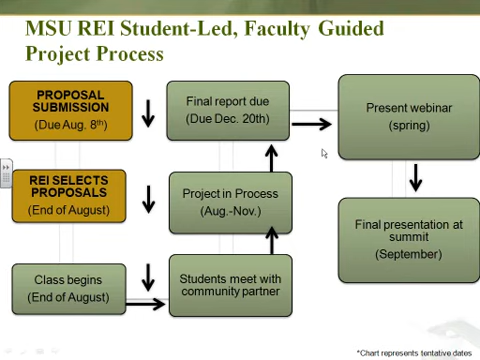 MSU REI Student-Led, Faculty Guided
Project Process
PROPOSAL
SUBMISSION
(Due Aug. 8th)
REI SELECTS
PROPOSALS
(End of August)
Class begins
(End of August)
Students meet with
community partner
Project in Process
(Aug.-Nov.)
Final report due
(Due Dec. 20th)
Present webinar
(spring)
Final presentation at
summit
(September)
*Chart represents tentative dates